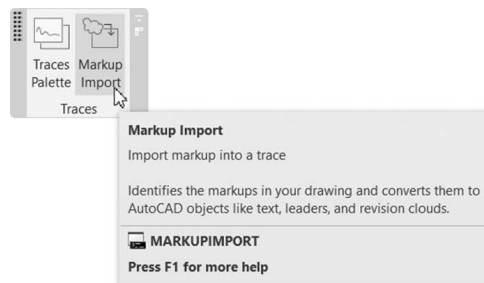 Traces Markup
Palette Import
Traces
Markup Import
Import markup into a trace
Identifies the markups in your drawing and converts them to
AutoCAD objects like text, leaders, and revision clouds.
MARKUPIMPORT
Press F1 for more help